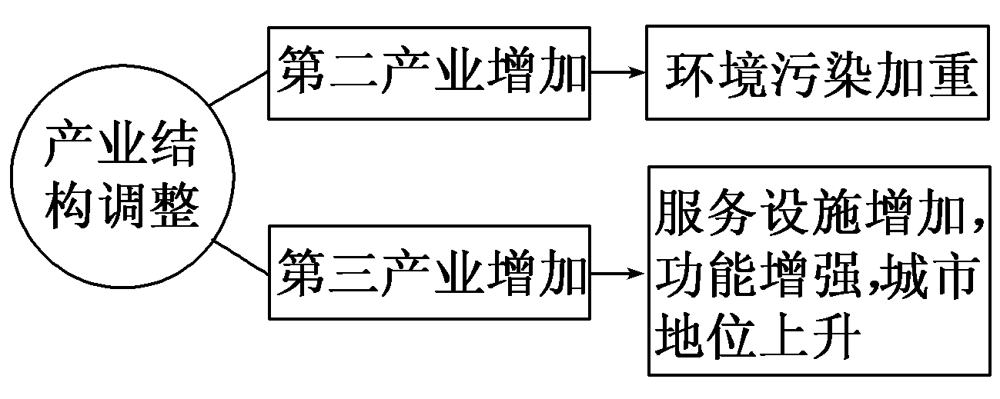 产业结
构调整
第二产业增加
环境污染加重
第三产业增加
服务设施增加，
功能增强，城市
地位上升